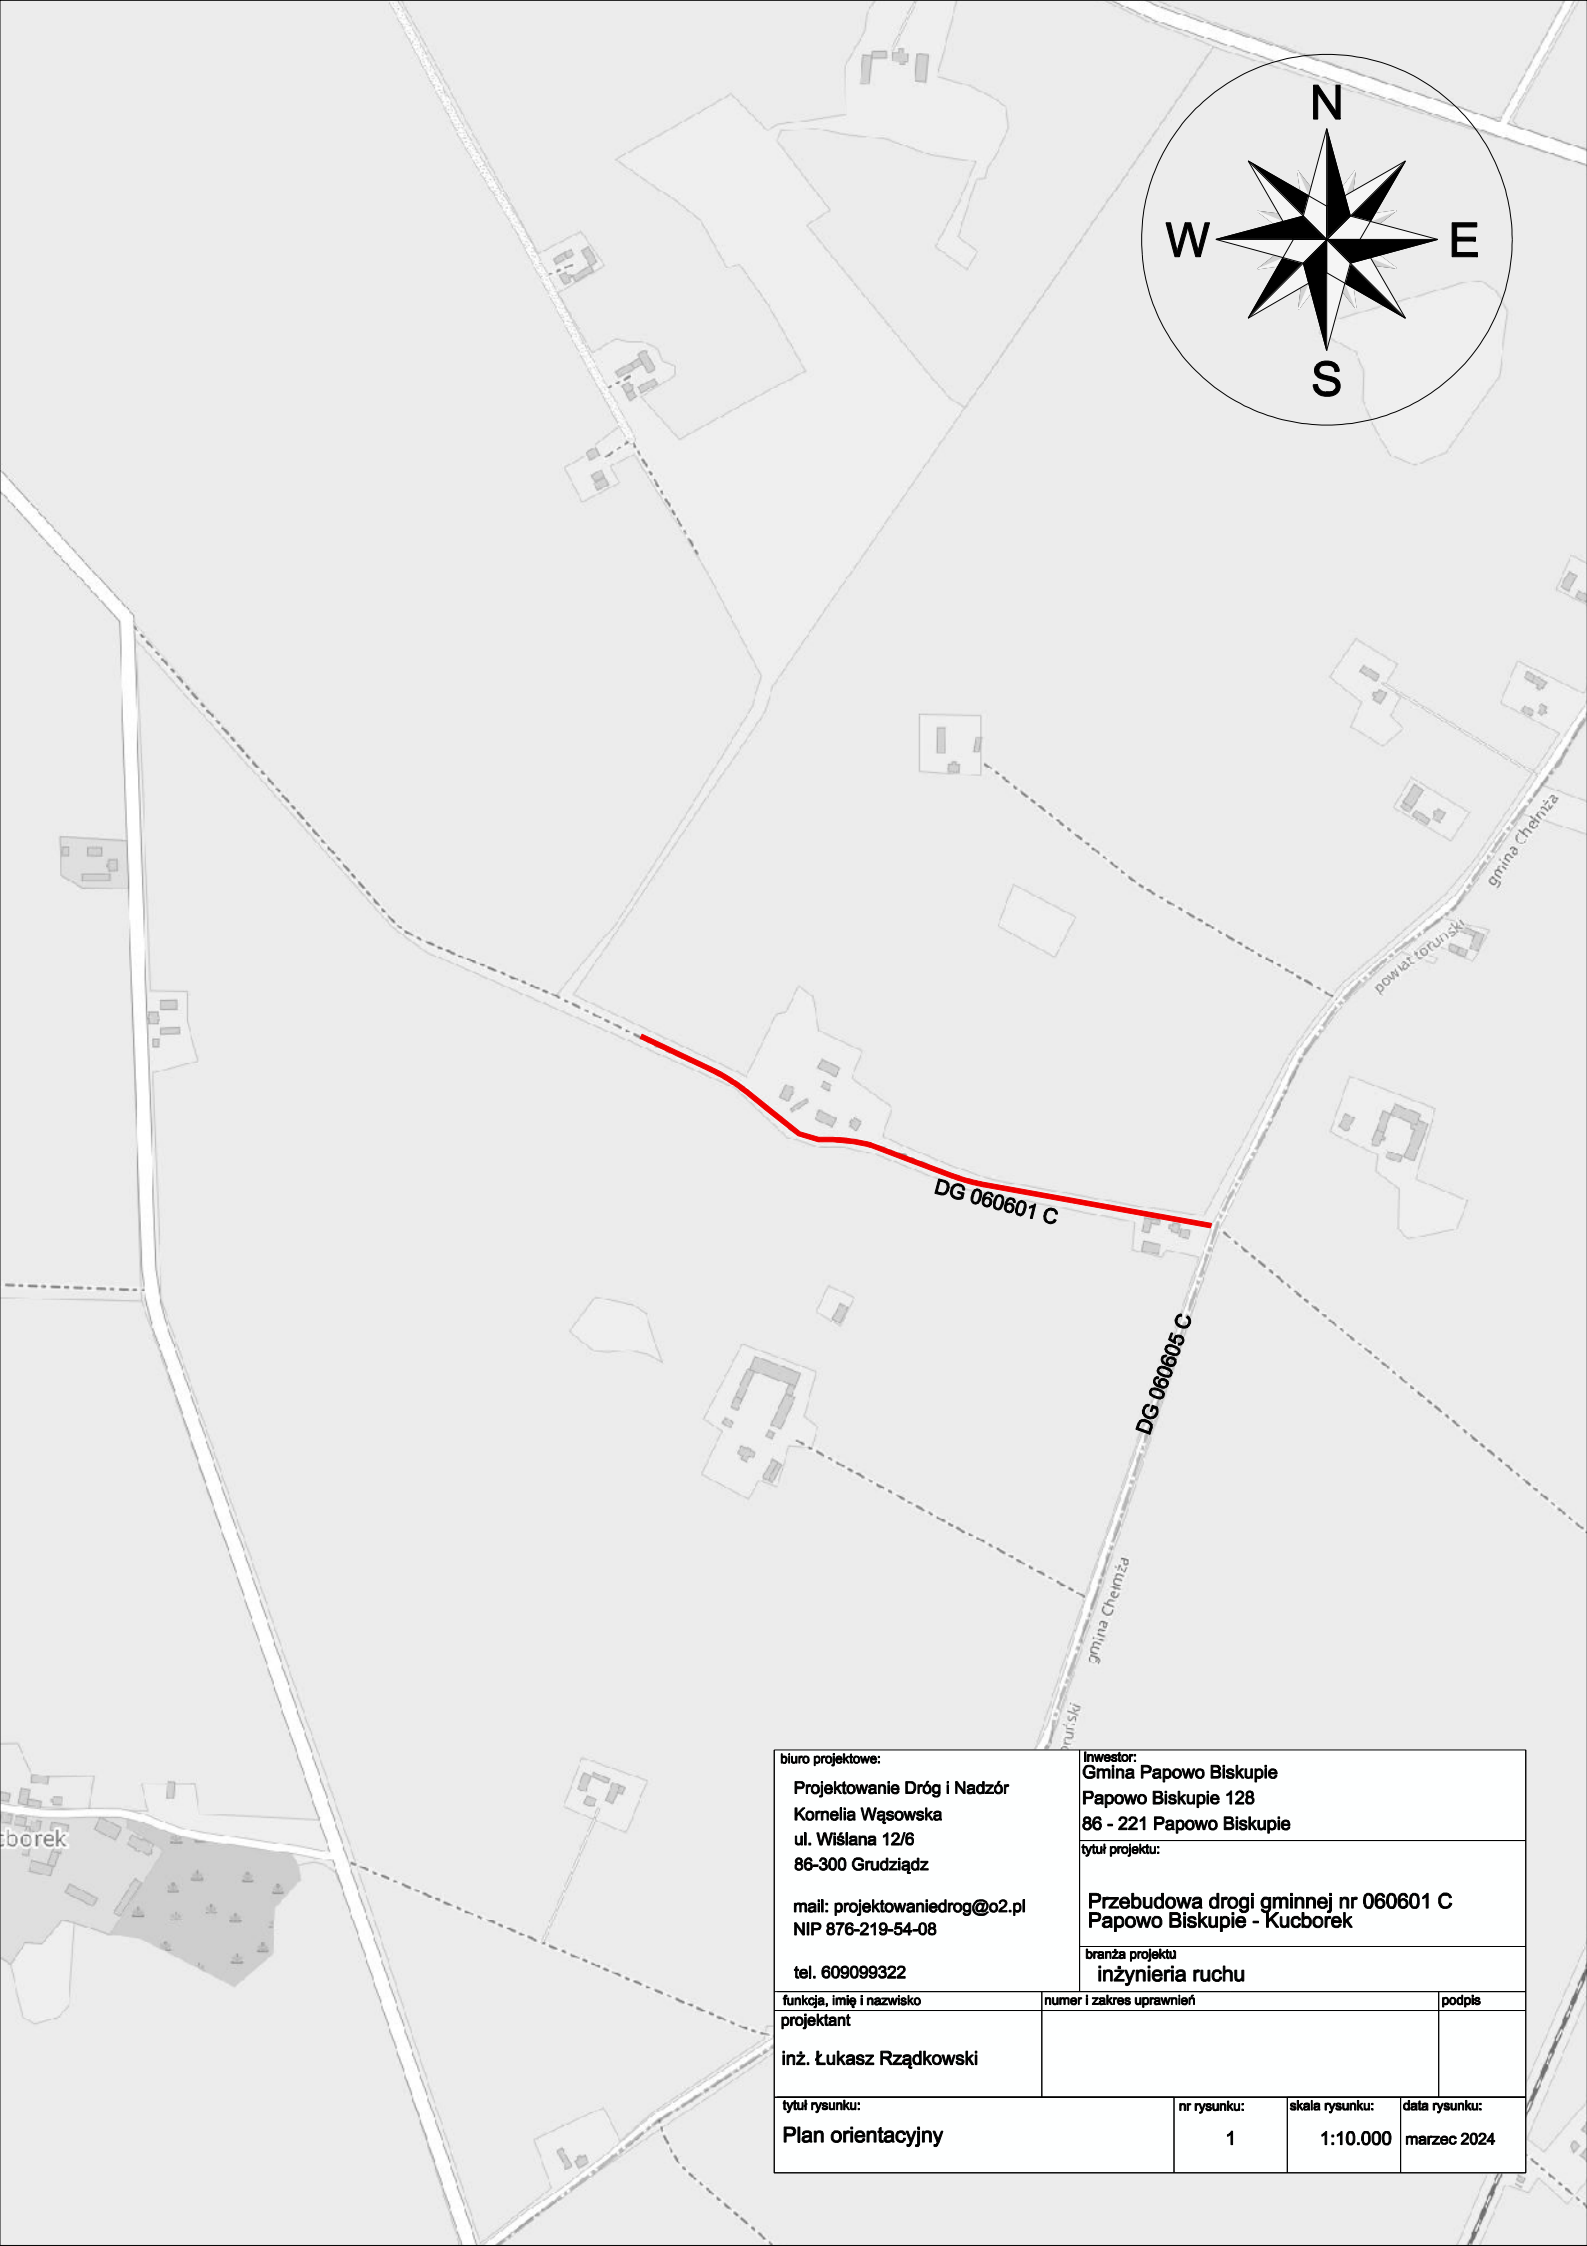 N
W
E
S
gmina Chełmża
powiat toruński
DG 060601 C
DG 060605 C
gmina Chełmża
ruński
cborek
biuro projektowe:
Projektowanie Dróg i Nadzór
Kornelia Wąsowska
ul. Wiślana 12/6
86-300 Grudziądz
mail: projektowaniedrog@o2.pl
NIP 876-219-54-08
tel. 609099322
inwestor:
Gmina Papowo Biskupie
Papowo Biskupie 128
86 - 221 Papowo Biskupie
tytuł projektu:
Przebudowa drogi gminnej nr 060601 C
Papowo Biskupie - Kucborek
branża projektu
inżynieria ruchu
funkcja, imię i nazwisko
numer i zakres uprawnień
podpis
projektant
inż. Łukasz Rządkowski
tytuł rysunku:
Plan orientacyjny
nr rysunku:
1
skala rysunku:
1:10.000
data rysunku:
marzec 2024